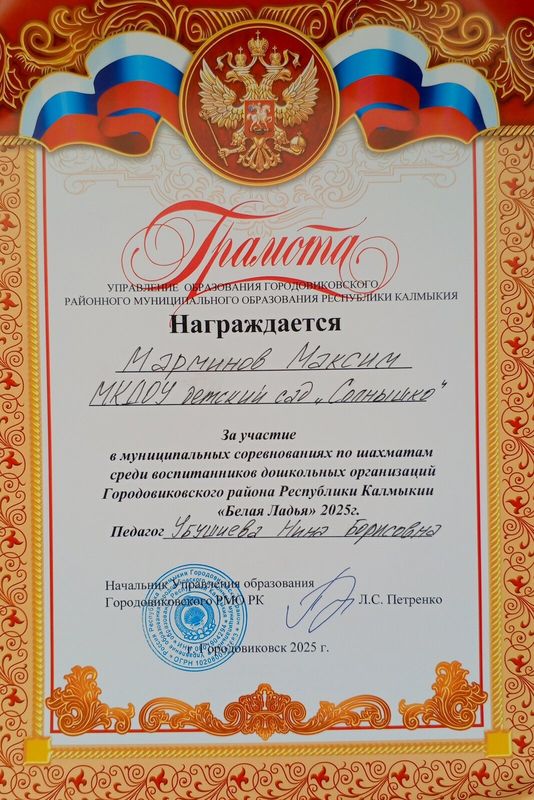 Грамота
УПРАВЛЕНИЕ ОБРАЗОВАНИЯ ГОРОДОВИКОВСКОГО
РАЙОННОГО МУНИЦИПАЛЬНОГО ОБРАЗОВАНИЯ РЕСПУБЛИКИ КАЛМЫКИЯ
Награждается
Марминов Максим
МКДОУ детский сад „Солнышко"
За участие
в муниципальных соревнованиях по шахматам
среди воспитанников дошкольных организаций
Городовиковского района Республики Калмыкии
«Белая Ладья» 2025г.
Педагог Убушиева Нина Борисовна
Начальник Управления образования
Городовиковского РМО РК Л.С. Петренко
г. Городовиковск 2025 г.